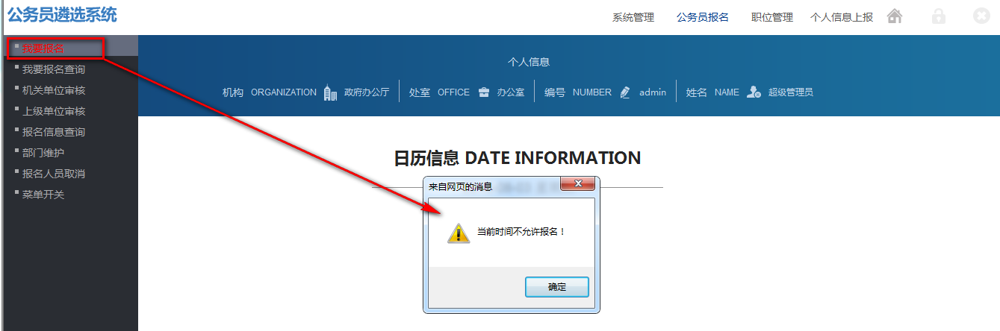 公务员遴选系统
系统管理 公务员报名 职位管理 个人信息上报
我要报名
我要报名查询
机关单位审核
上级单位审核
报名信息查询
部门维护
报名人员取消
菜单开关
个人信息
机构 ORGANIZATION 政府办公厅 处室 OFFICE 办公室 编号 NUMBER admin 姓名 NAME 超级管理员
日历信息 DATE INFORMATION
来自网页的消息
当前时间不允许报名！
确定